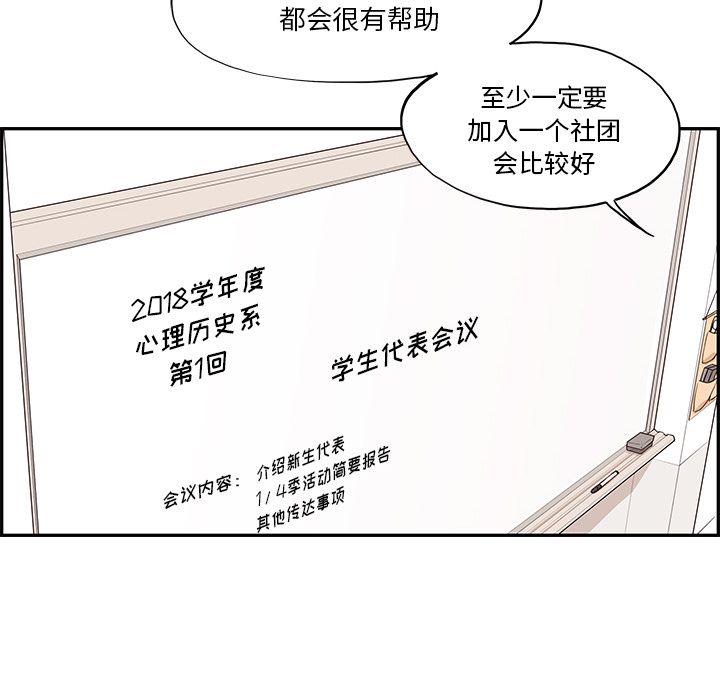 都会很有帮助
至少一定要
加入一个社团
会比较好
2018学年度
心理历史系
第1回
学生代表会议
会议内容：介绍新生代表
1/4季活动简要报告
其他传达事项